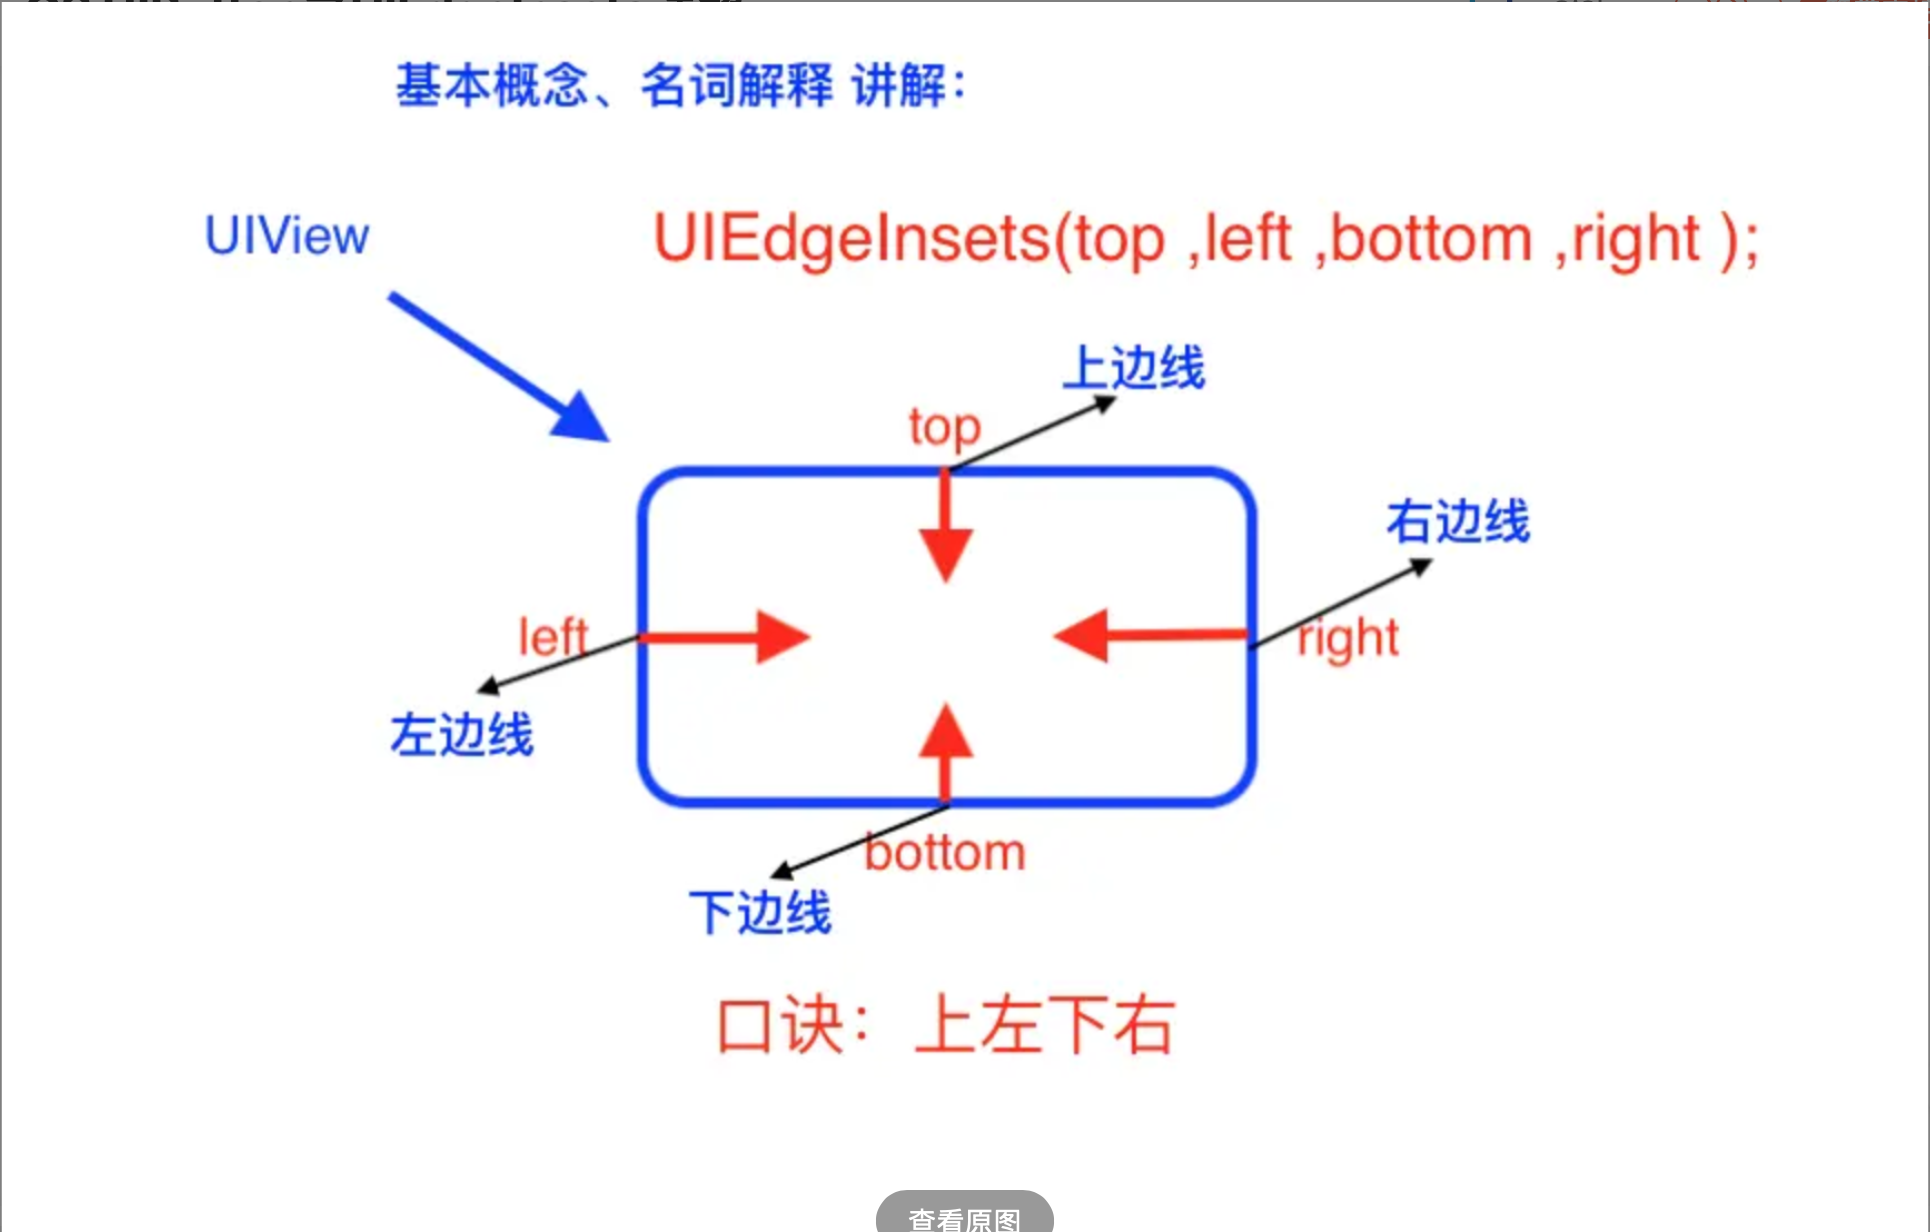 基本概念、名词解释 讲解：
UIView
UIEdgeInsets(top ,left ,bottom ,right );
上边线
top
右边线
left
right
左边线
bottom
下边线
口诀：上左下右
查看原图